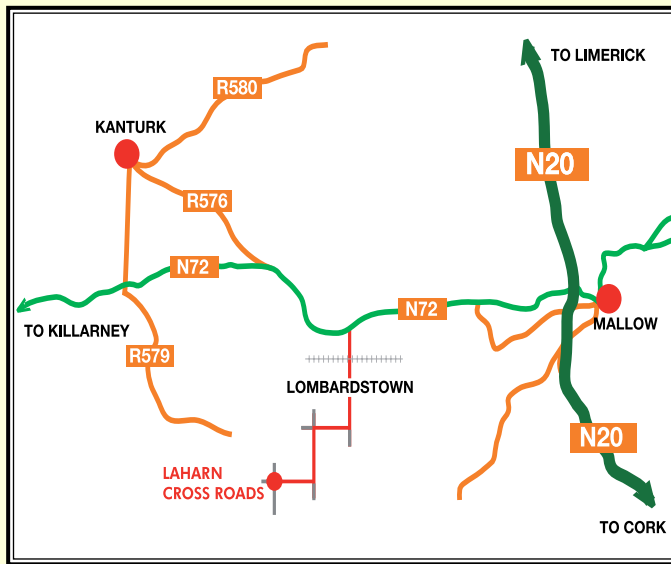 TO LIMERICK
R580
KANTURK
N20
R576
N72
N72
TO KILLARNEY
MALLOW
R579
LOMBARDSTOWN
N20
LAHARN
CROSS ROADS
TO CORK